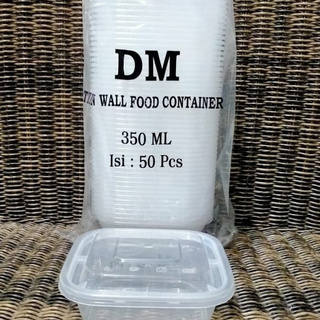 DM
WALL FOOD CONTAINER
350 ML
Isi : 50 Pcs